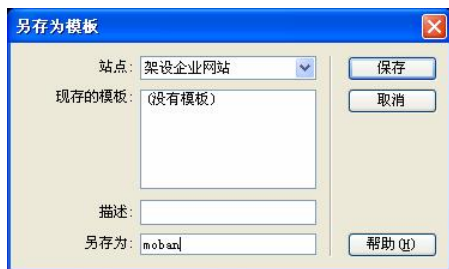 另存为模板
站点: 架设企业网站 保存
现存的模板: (没有模板) 取消
描述:
另存为: moban 帮助(H)